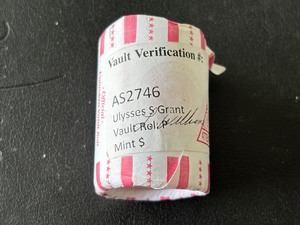 Vault Verification #:
AS2746
Ulysses S Grant
Vault Roll P
Mint $